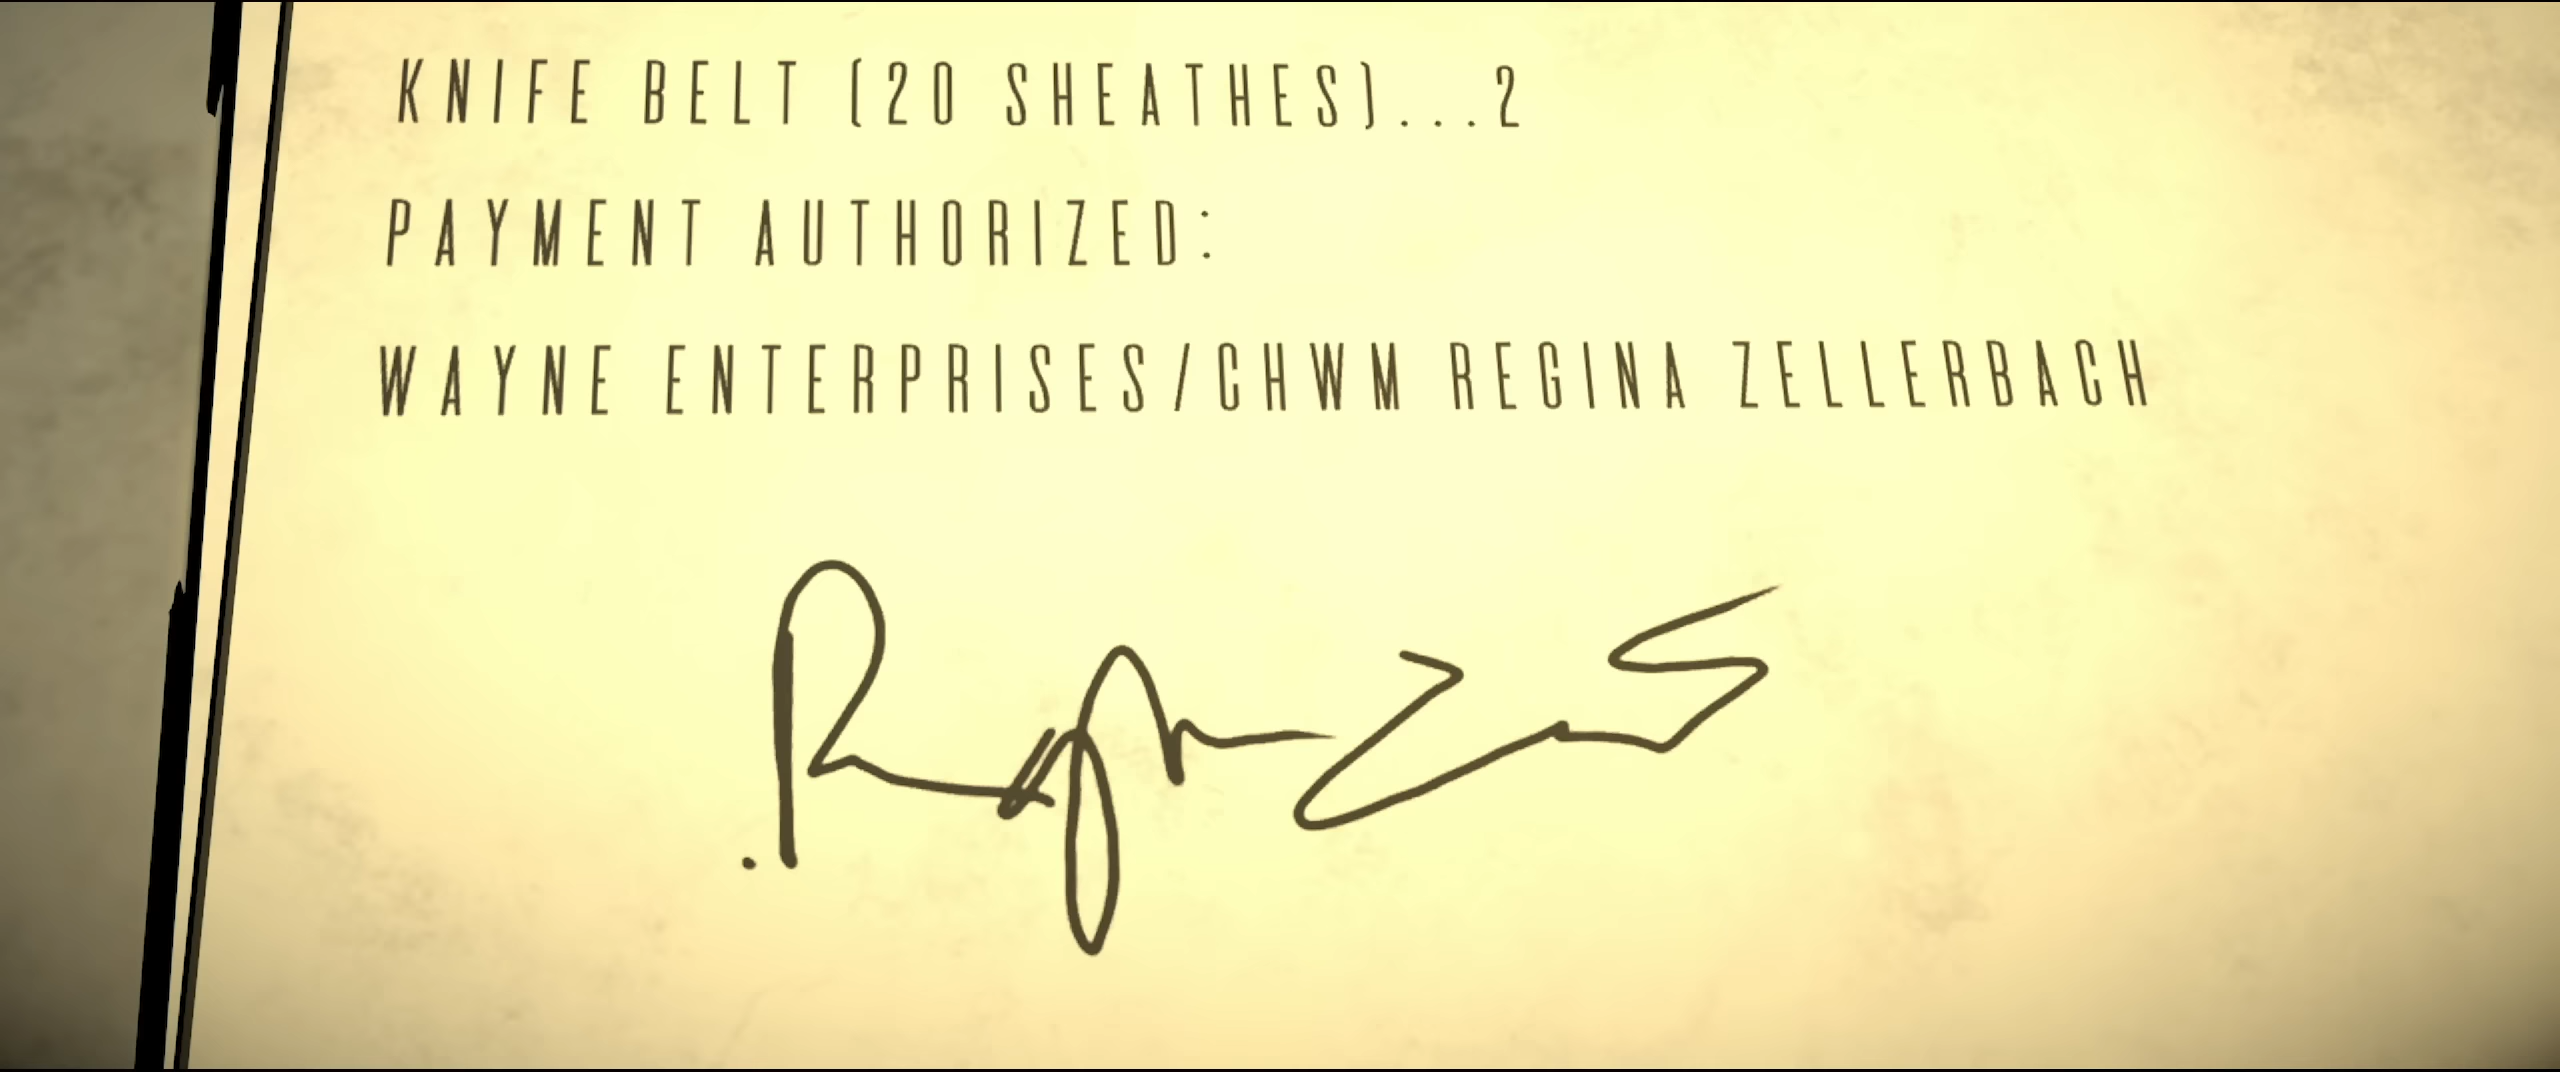 KNIFE BELT (20 SHEATHES)...2
PAYMENT AUTHORIZED:
WAYNE ENTERPRISES/CHWM REGINA ZELLERBACH